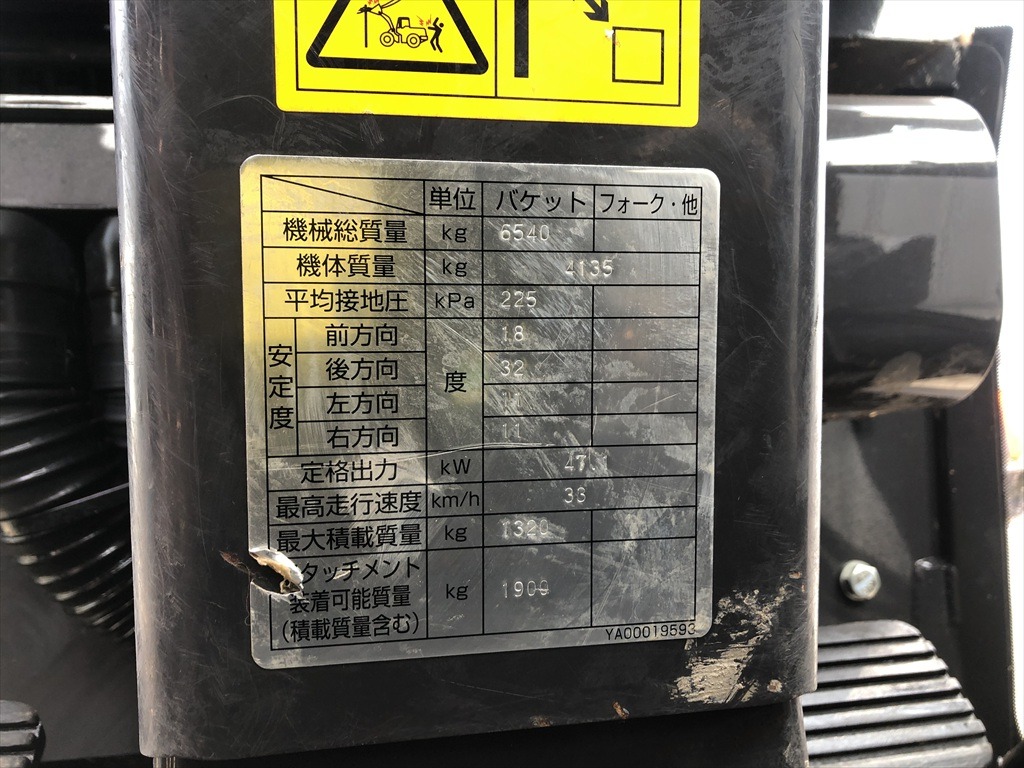 単位 バケット フォーク・他
機械総質量 kg 6540
機体質量 kg 4135
平均接地圧 kPa 225
安定度 前方向 度 18
後方向 32
左方向
右方向 11
定格出力 kW 47.1
最高走行速度 km/h 33
最大積載質量 kg 1320
タッチメント
装着可能質量 kg 1900
(積載質量含む)
YA00019593